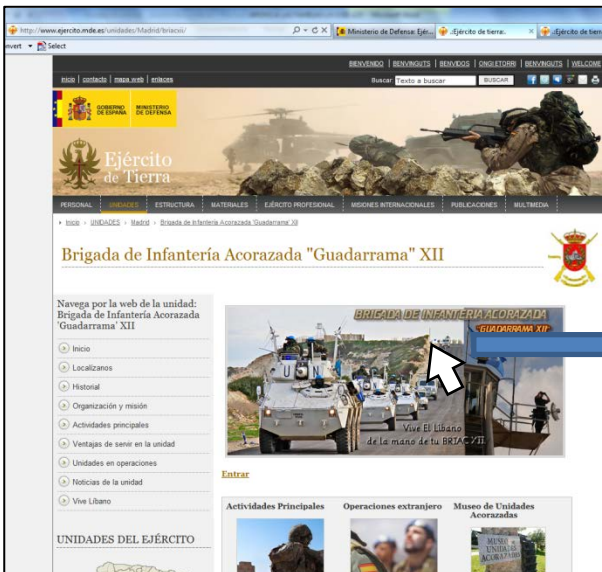 http://www.ejercito.mde.es/unidades/Madrid/briacxii/
Ministerio de Defensa: Ejér...
.:Ejército de tierra:.
.:Ejército de tierra
nvert
Select
BENVENIDO | BENVINGUTS | BENVIDOS | ONGI ETORRI | BENVINGUTS | WELCOME
inicio | contacto | mapa web | enlaces
Buscar Texto a buscar BUSCAR
GOBIERNO DE ESPAÑA
MINISTERIO DE DEFENSA
Ejército
de Tierra
PERSONAL UNIDADES ESTRUCTURA MATERIALES EJÉRCITO PROFESIONAL MISIONES INTERNACIONALES PUBLICACIONES MULTIMEDIA
Inicio › UNIDADES › Madrid › Brigada de Infantería Acorazada 'Guadarrama' XII
Brigada de Infantería Acorazada "Guadarrama" XII
Navega por la web de la unidad:
Brigada de Infantería Acorazada
'Guadarrama' XII
Inicio
Localízanos
Historial
Organización y misión
Actividades principales
Ventajas de servir en la unidad
Unidades en operaciones
Noticias de la unidad
Vive Líbano
UNIDADES DEL EJÉRCITO
BRIGADA DE INFANTERIA ACORAZADA
"GUADARRAMA XII"
UN
Vive El Líbano
de la mano de tu BRIAC XII
Entrar
Actividades Principales
Operaciones extranjero
Museo de Unidades
Acorazadas
MUSEO
UNIDADES
ACORAZADAS